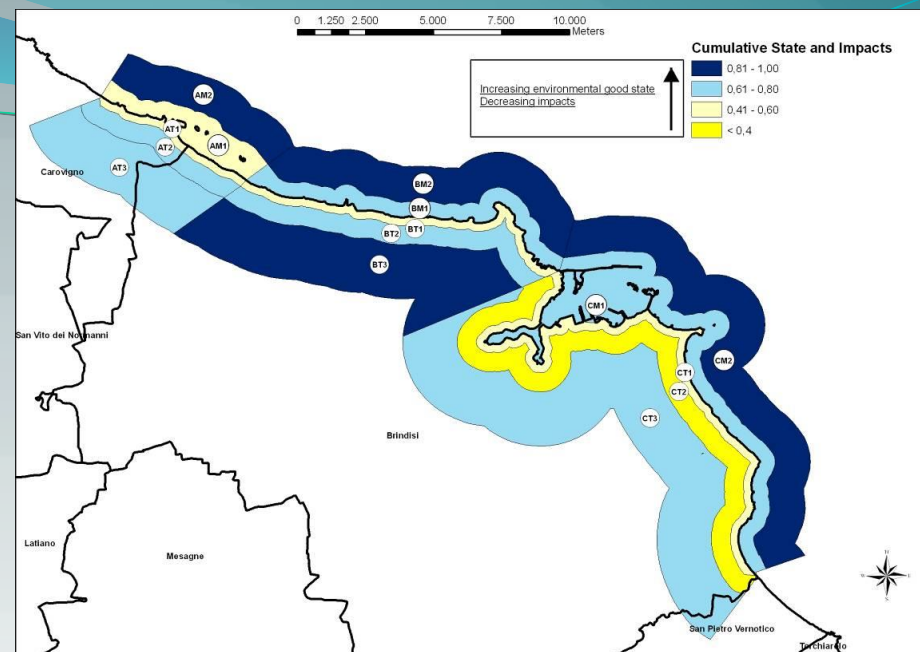 0 1.250 2.500 5.000 7.500 10.000
Meters
Cumulative State and Impacts
0,81 - 1,00
0,61 - 0,80
0,41 - 0,60
< 0,4
Increasing environmental good state
Decreasing impacts
AM2
AT1
AM1
AT2
AT3
Carovigno
BM2
BM1
BT1
BT2
BT3
CM1
San Vito dei Normanni
CM2
CT1
CT2
CT3
Brindisi
Latiano
Mesagne
N
W E
S
San Pietro Vernotico
Torchiarolo